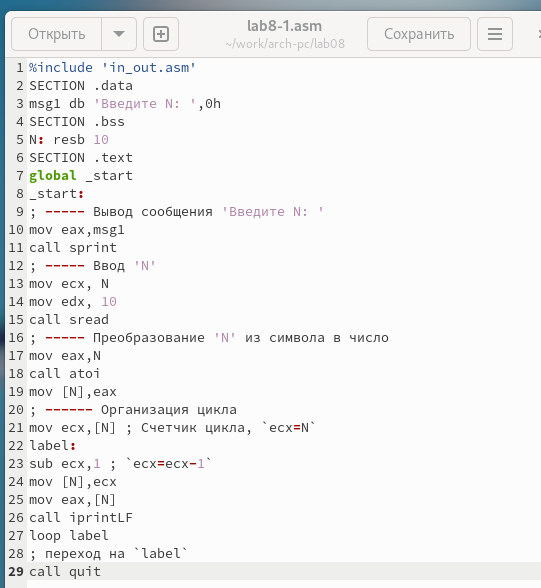 Открыть
lab8-1.asm
~/work/arch-pc/lab08
Сохранить
1 %include 'in_out.asm'
2 SECTION .data
3 msg1 db 'Введите N: ',0h
4 SECTION .bss
5 N: resb 10
6 SECTION .text
7 global _start
8 _start:
9 ; ----- Вывод сообщения 'Введите N: '
10 mov eax,msg1
11 call sprint
12 ; ----- Ввод 'N'
13 mov ecx, N
14 mov edx, 10
15 call sread
16 ; ----- Преобразование 'N' из символа в число
17 mov eax,N
18 call atoi
19 mov [N],eax
20 ; ------ Организация цикла
21 mov ecx,[N] ; Счетчик цикла, `ecx=N`
22 label:
23 sub ecx,1 ; `ecx=ecx-1`
24 mov [N],ecx
25 mov eax,[N]
26 call iprintLF
27 loop label
28 ; переход на `label`
29 call quit